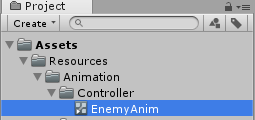 Project
Create
Assets
Resources
Animation
Controller
EnemyAnim